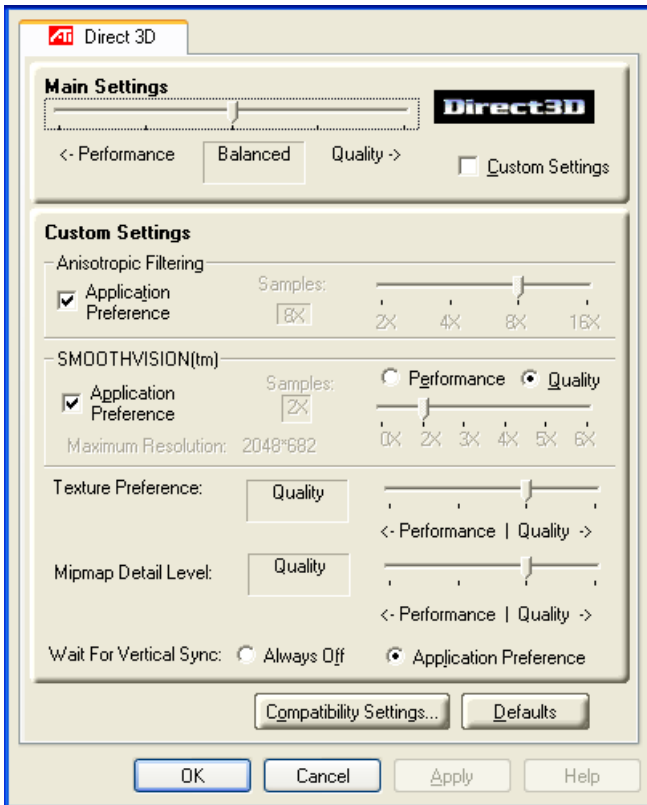 ATI Direct 3D
Main Settings
Direct3D
<- Performance Balanced Quality ->
Custom Settings
Custom Settings
Anisotropic Filtering
Application Preference
Samples:
8X
2X 4X 8X 16X
SMOOTHVISION(tm)
Performance Quality
Application Preference
Samples:
2X
0X 2X 3X 4X 5X 6X
Maximum Resolution: 2048*682
Texture Preference: Quality
<- Performance | Quality ->
Mipmap Detail Level: Quality
<- Performance | Quality ->
Wait For Vertical Sync: Always Off Application Preference
Compatibility Settings... Defaults
OK Cancel Apply Help